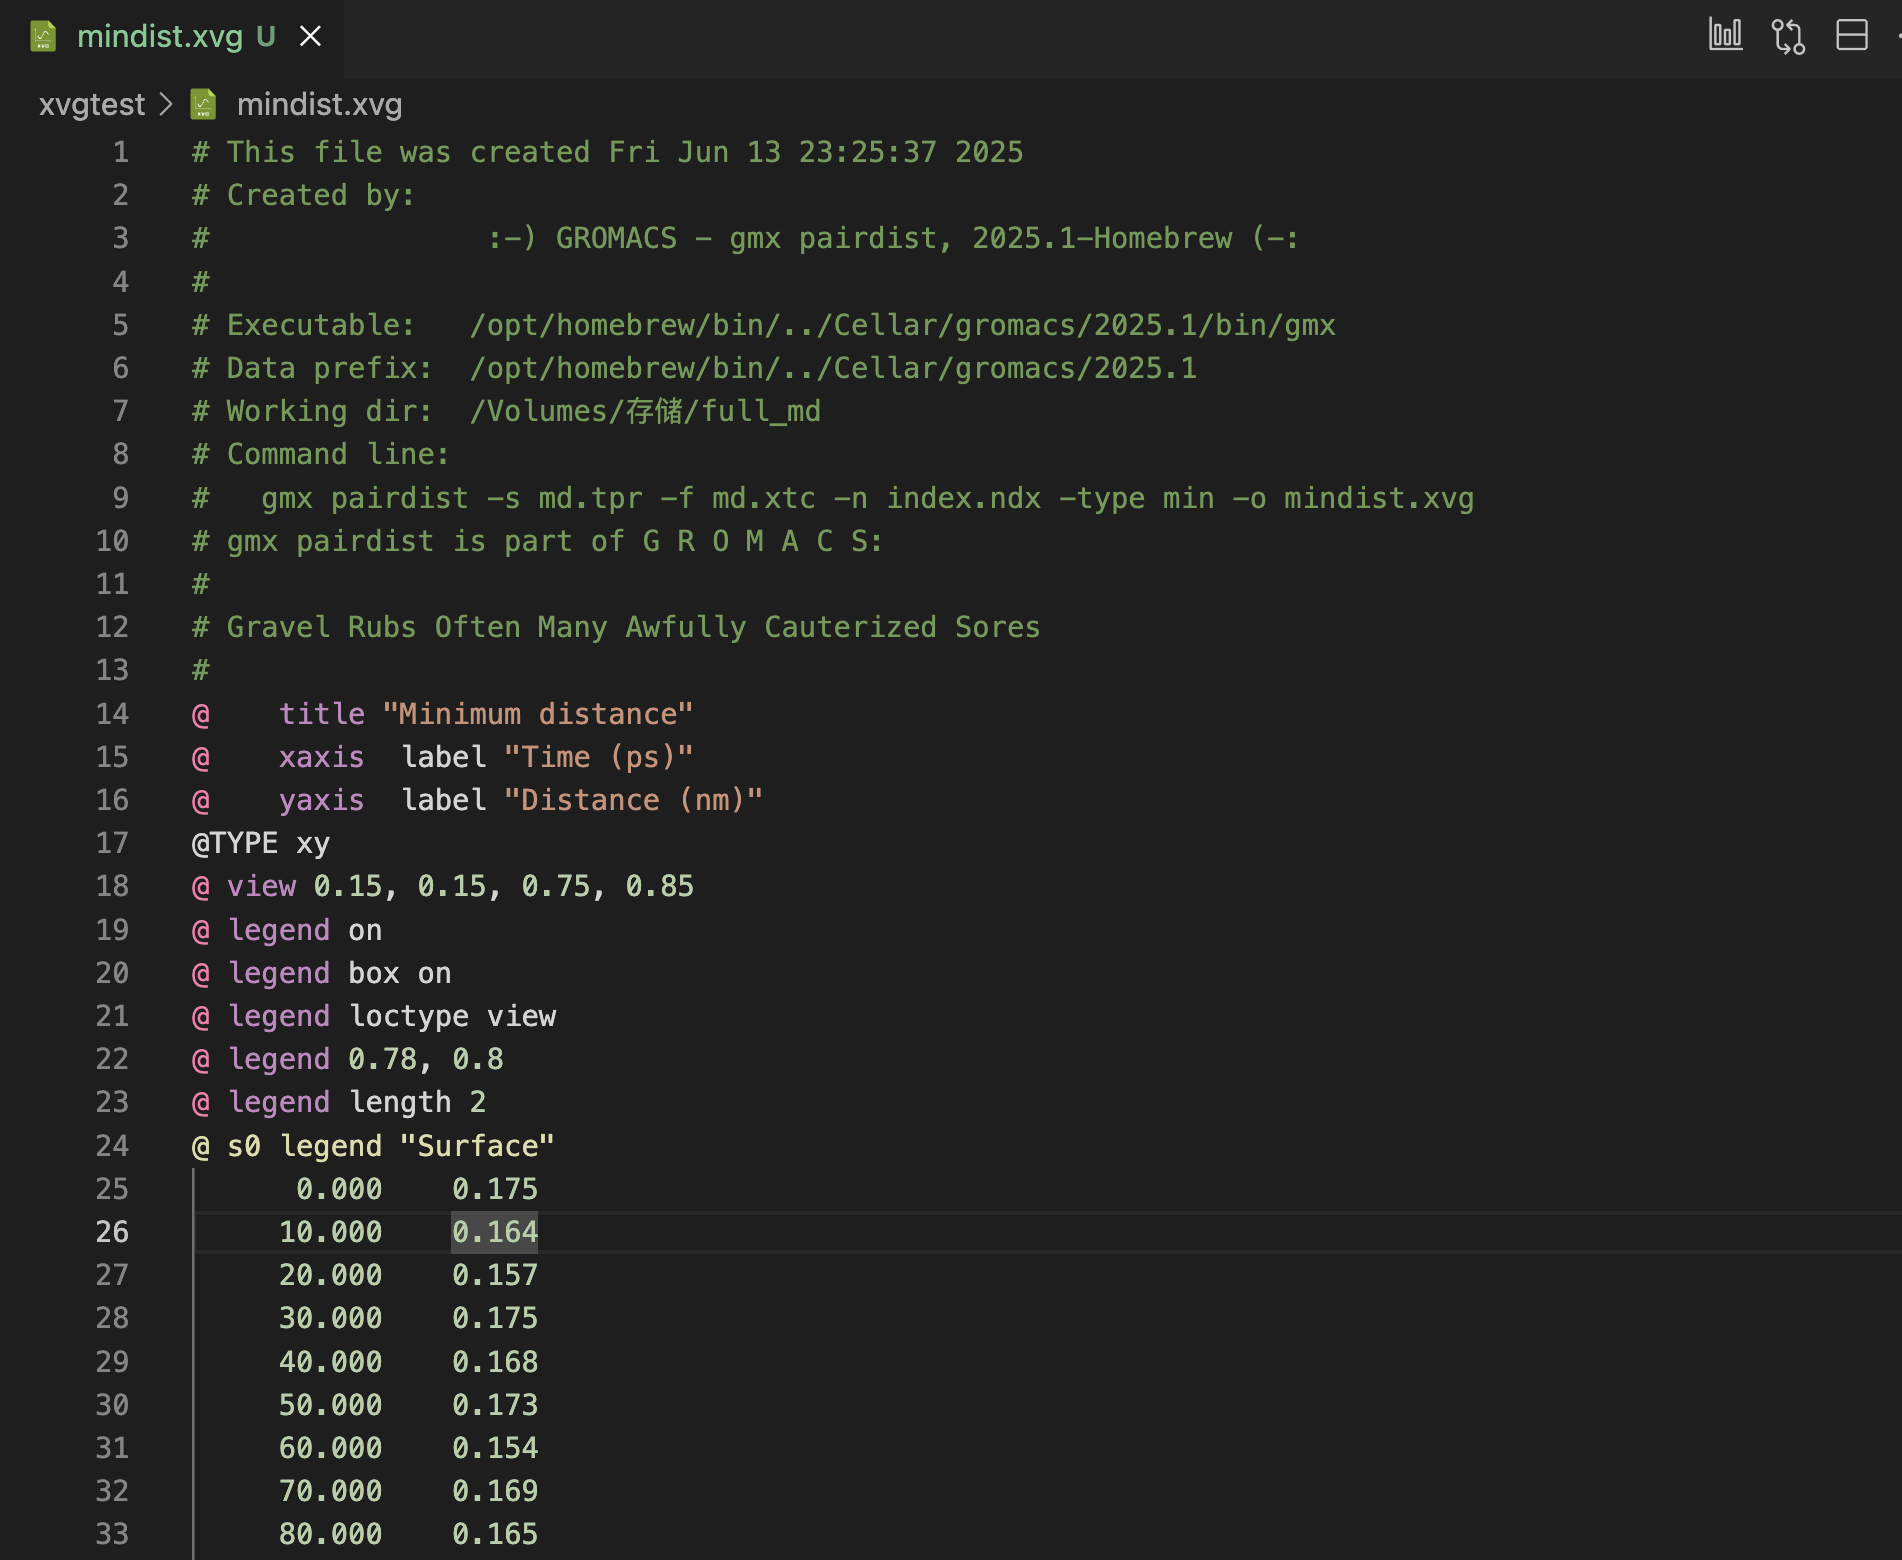 mindist.xvg U
xvgtest > mindist.xvg
1 # This file was created Fri Jun 13 23:25:37 2025
2 # Created by:
3 #                :-) GROMACS - gmx pairdist, 2025.1-Homebrew (-:
4 #
5 # Executable:   /opt/homebrew/bin/../Cellar/gromacs/2025.1/bin/gmx
6 # Data prefix:  /opt/homebrew/bin/../Cellar/gromacs/2025.1
7 # Working dir:  /Volumes/存储/full_md
8 # Command line:
9 #   gmx pairdist -s md.tpr -f md.xtc -n index.ndx -type min -o mindist.xvg
10 # gmx pairdist is part of G R O M A C S:
11 #
12 # Gravel Rubs Often Many Awfully Cauterized Sores
13 #
14 @    title "Minimum distance"
15 @    xaxis  label "Time (ps)"
16 @    yaxis  label "Distance (nm)"
17 @TYPE xy
18 @ view 0.15, 0.15, 0.75, 0.85
19 @ legend on
20 @ legend box on
21 @ legend loctype view
22 @ legend 0.78, 0.8
23 @ legend length 2
24 @ s0 legend "Surface"
25       0.000    0.175
26      10.000    0.164
27      20.000    0.157
28      30.000    0.175
29      40.000    0.168
30      50.000    0.173
31      60.000    0.154
32      70.000    0.169
33      80.000    0.165